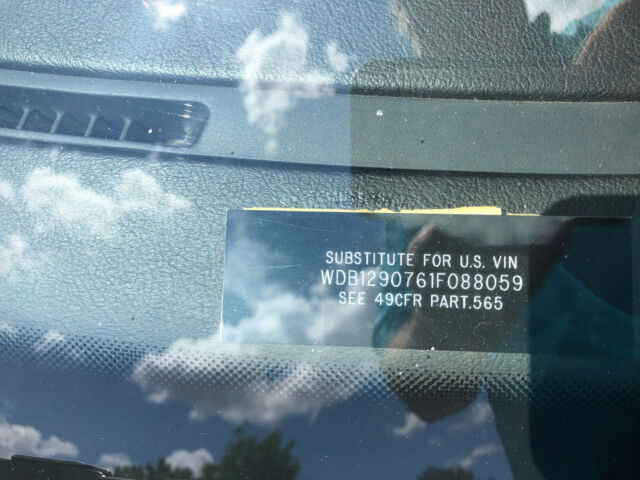 SUBSTITUTE FOR U.S. VIN
WDB1290761F088059
SEE 49CFR PART.565